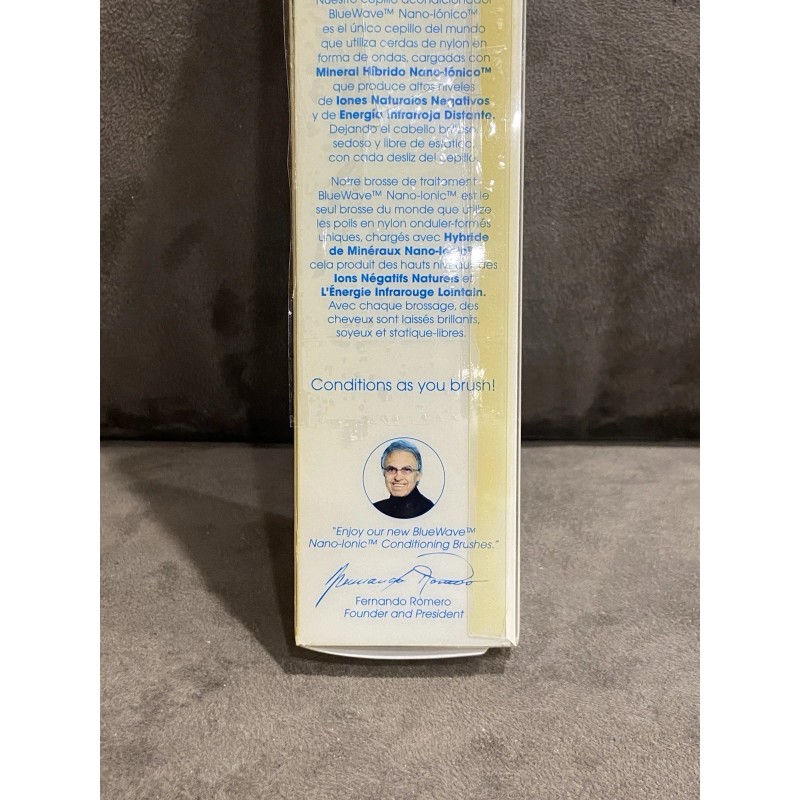 Nuestro cepillo acondicionador
BlueWave™ Nano-Iónico™
es el único cepillo del mundo
que utiliza cerdas de nylon en
forma de ondas, cargadas con
Mineral Híbrido Nano-Iónico™
que produce altos niveles
de Iones Naturales Negativos
y de Energía Infrarroja Distante.
Dejando el cabello brilloso,
sedoso y libre de estática,
con cada desliz del cepillo.
Notre brosse de traitement
BlueWave™ Nano-Ionic™ est le
seul brosse du monde que utilize
les poils en nylon onduler-formés
uniques, chargés avec Hybride
de Minéraux Nano-Ionic™
cela produit des hauts niveaux des
Ions Négatifs Naturels et
L'Énergie Infrarouge Lointain.
Avec chaque brossage, des
cheveux sont laissés brillants,
soyeux et statique-libres.
Conditions as you brush!
"Enjoy our new BlueWave™
Nano-Ionic™ Conditioning Brushes."
Fernando Romero
Fernando Romero
Founder and President